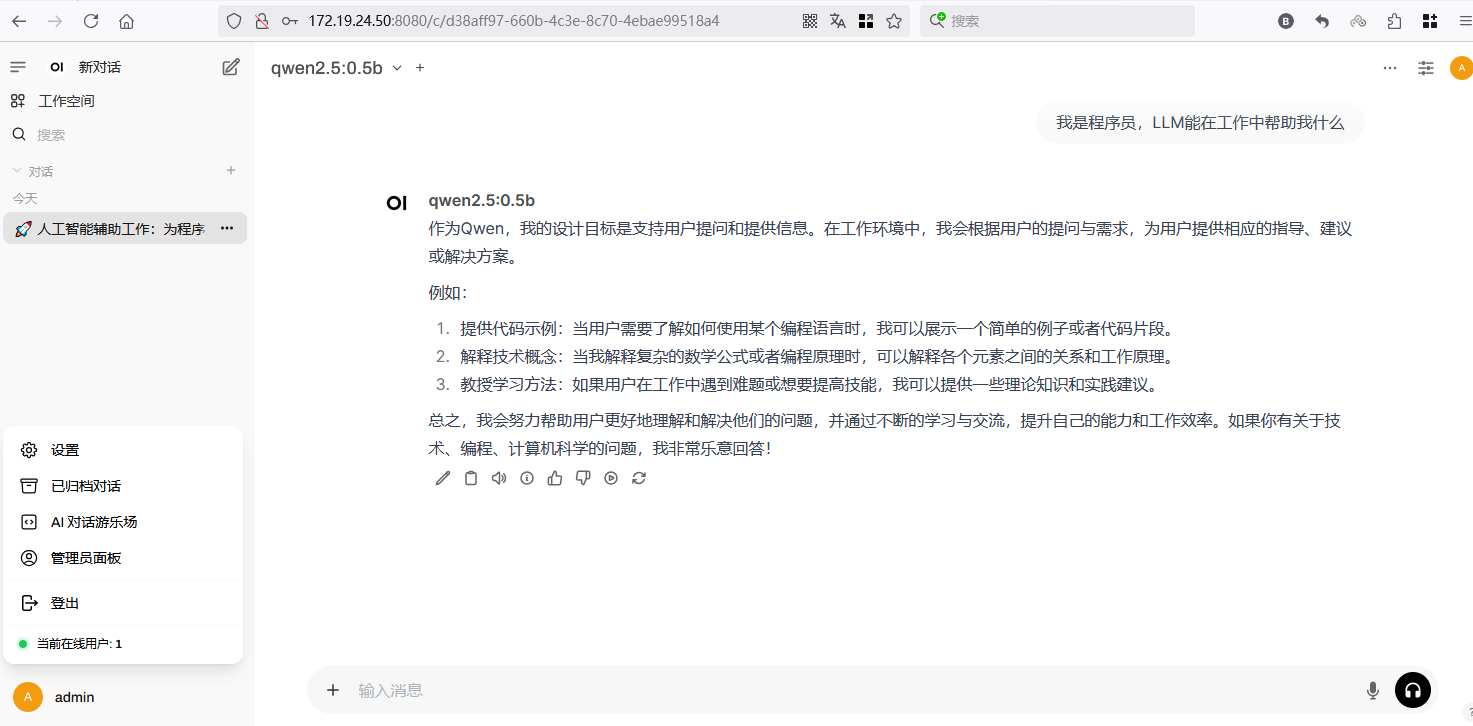 172.19.24.50:8080/c/d38aff97-660b-4c3e-8c70-4ebae99518a4
搜索
B
OI 新对话
qwen2.5:0.5b
A
工作空间
搜索
对话
今天
🚀 人工智能辅助工作：为程序
我是程序员，LLM能在工作中帮助我什么
OI
qwen2.5:0.5b
作为Qwen，我的设计目标是支持用户提问和提供信息。在工作环境中，我会根据用户的提问与需求，为用户提供相应的指导、建议
或解决方案。
例如：
1. 提供代码示例：当用户需要了解如何使用某个编程语言时，我可以展示一个简单的例子或者代码片段。
2. 解释技术概念：当我解释复杂的数学公式或者编程原理时，可以解释各个元素之间的关系和工作原理。
3. 教授学习方法：如果用户在工作中遇到难题或想要提高技能，我可以提供一些理论知识和实践建议。
总之，我会努力帮助用户更好地理解和解决他们的问题，并通过不断的学习与交流，提升自己的能力和工作效率。如果你有关于技
术、编程、计算机科学的问题，我非常乐意回答！
设置
已归档对话
AI 对话游乐场
管理员面板
登出
当前在线用户: 1
A admin
输入消息
?